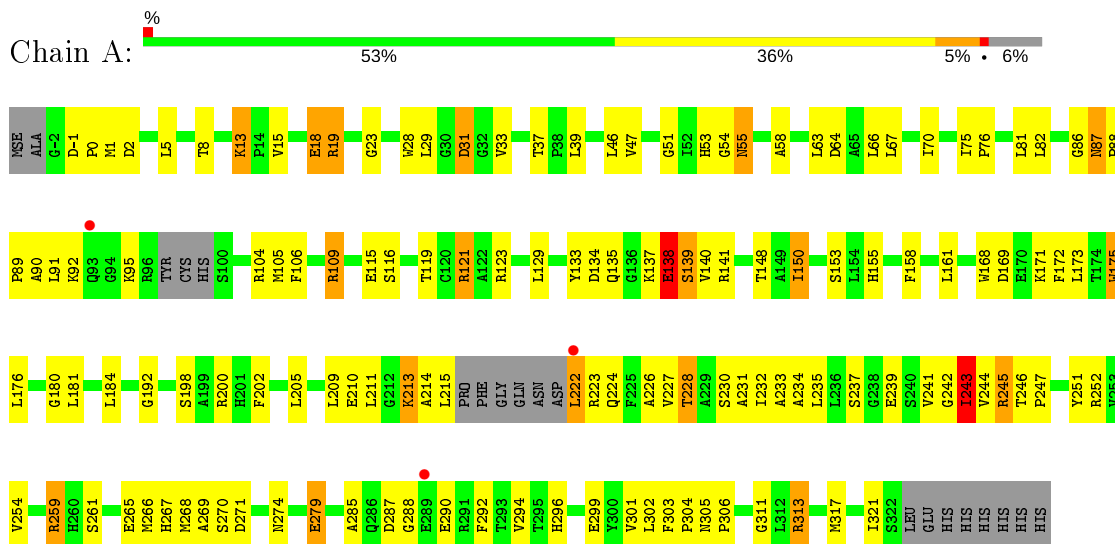 %
Chain A:
53% 36% 5% • 6%
MSE ALA G-2 D-1 P0 M1 D2 L5 T8 K13 P14 V15 E18 R19 G23 W28 L29 G30 D31 G32 V33 T37 P38 L39 L46 V47 G51 I52 H53 G54 N55 A58 L63 D64 A65 L66 L67 I70 I75 P76 L81 L82 G86 N87
P89 A90 L91 K92 Q93 G94 K95 R96 TYR CYS HIS S100 R104 M105 F106 R109 E115 S116 T119 C120 R121 A122 R123 L129 Y133 D134 Q135 G136 K137 E138 S139 V140 R141 T148 A149 I150 S153 L154 H155 F158 L161 W168 D169 E170 K171 F172 L173 T174 W175
L176 G180 L181 L184 G192 S198 A199 R200 H201 F202 L205 L209 E210 L211 G212 K213 A214 L215 PRO PHE GLY GLN ASN ASP L222 R223 Q224 F225 A226 V227 T228 A229 S230 A231 I232 A233 A234 L235 L236 S237 G238 E239 S240 V241 G242 I243 V244 R245 T246 P247 Y251 R252 V253
V254 R259 H260 S261 E265 M266 H267 M268 A269 S270 D271 N274 E279 A285 Q286 D287 G288 E289 E290 R291 F292 T293 V294 T295 H296 E299 Y300 V301 L302 F303 P304 N305 P306 G311 L312 R313 M317 I321 S322 LEU GLU HIS HIS HIS HIS HIS HIS